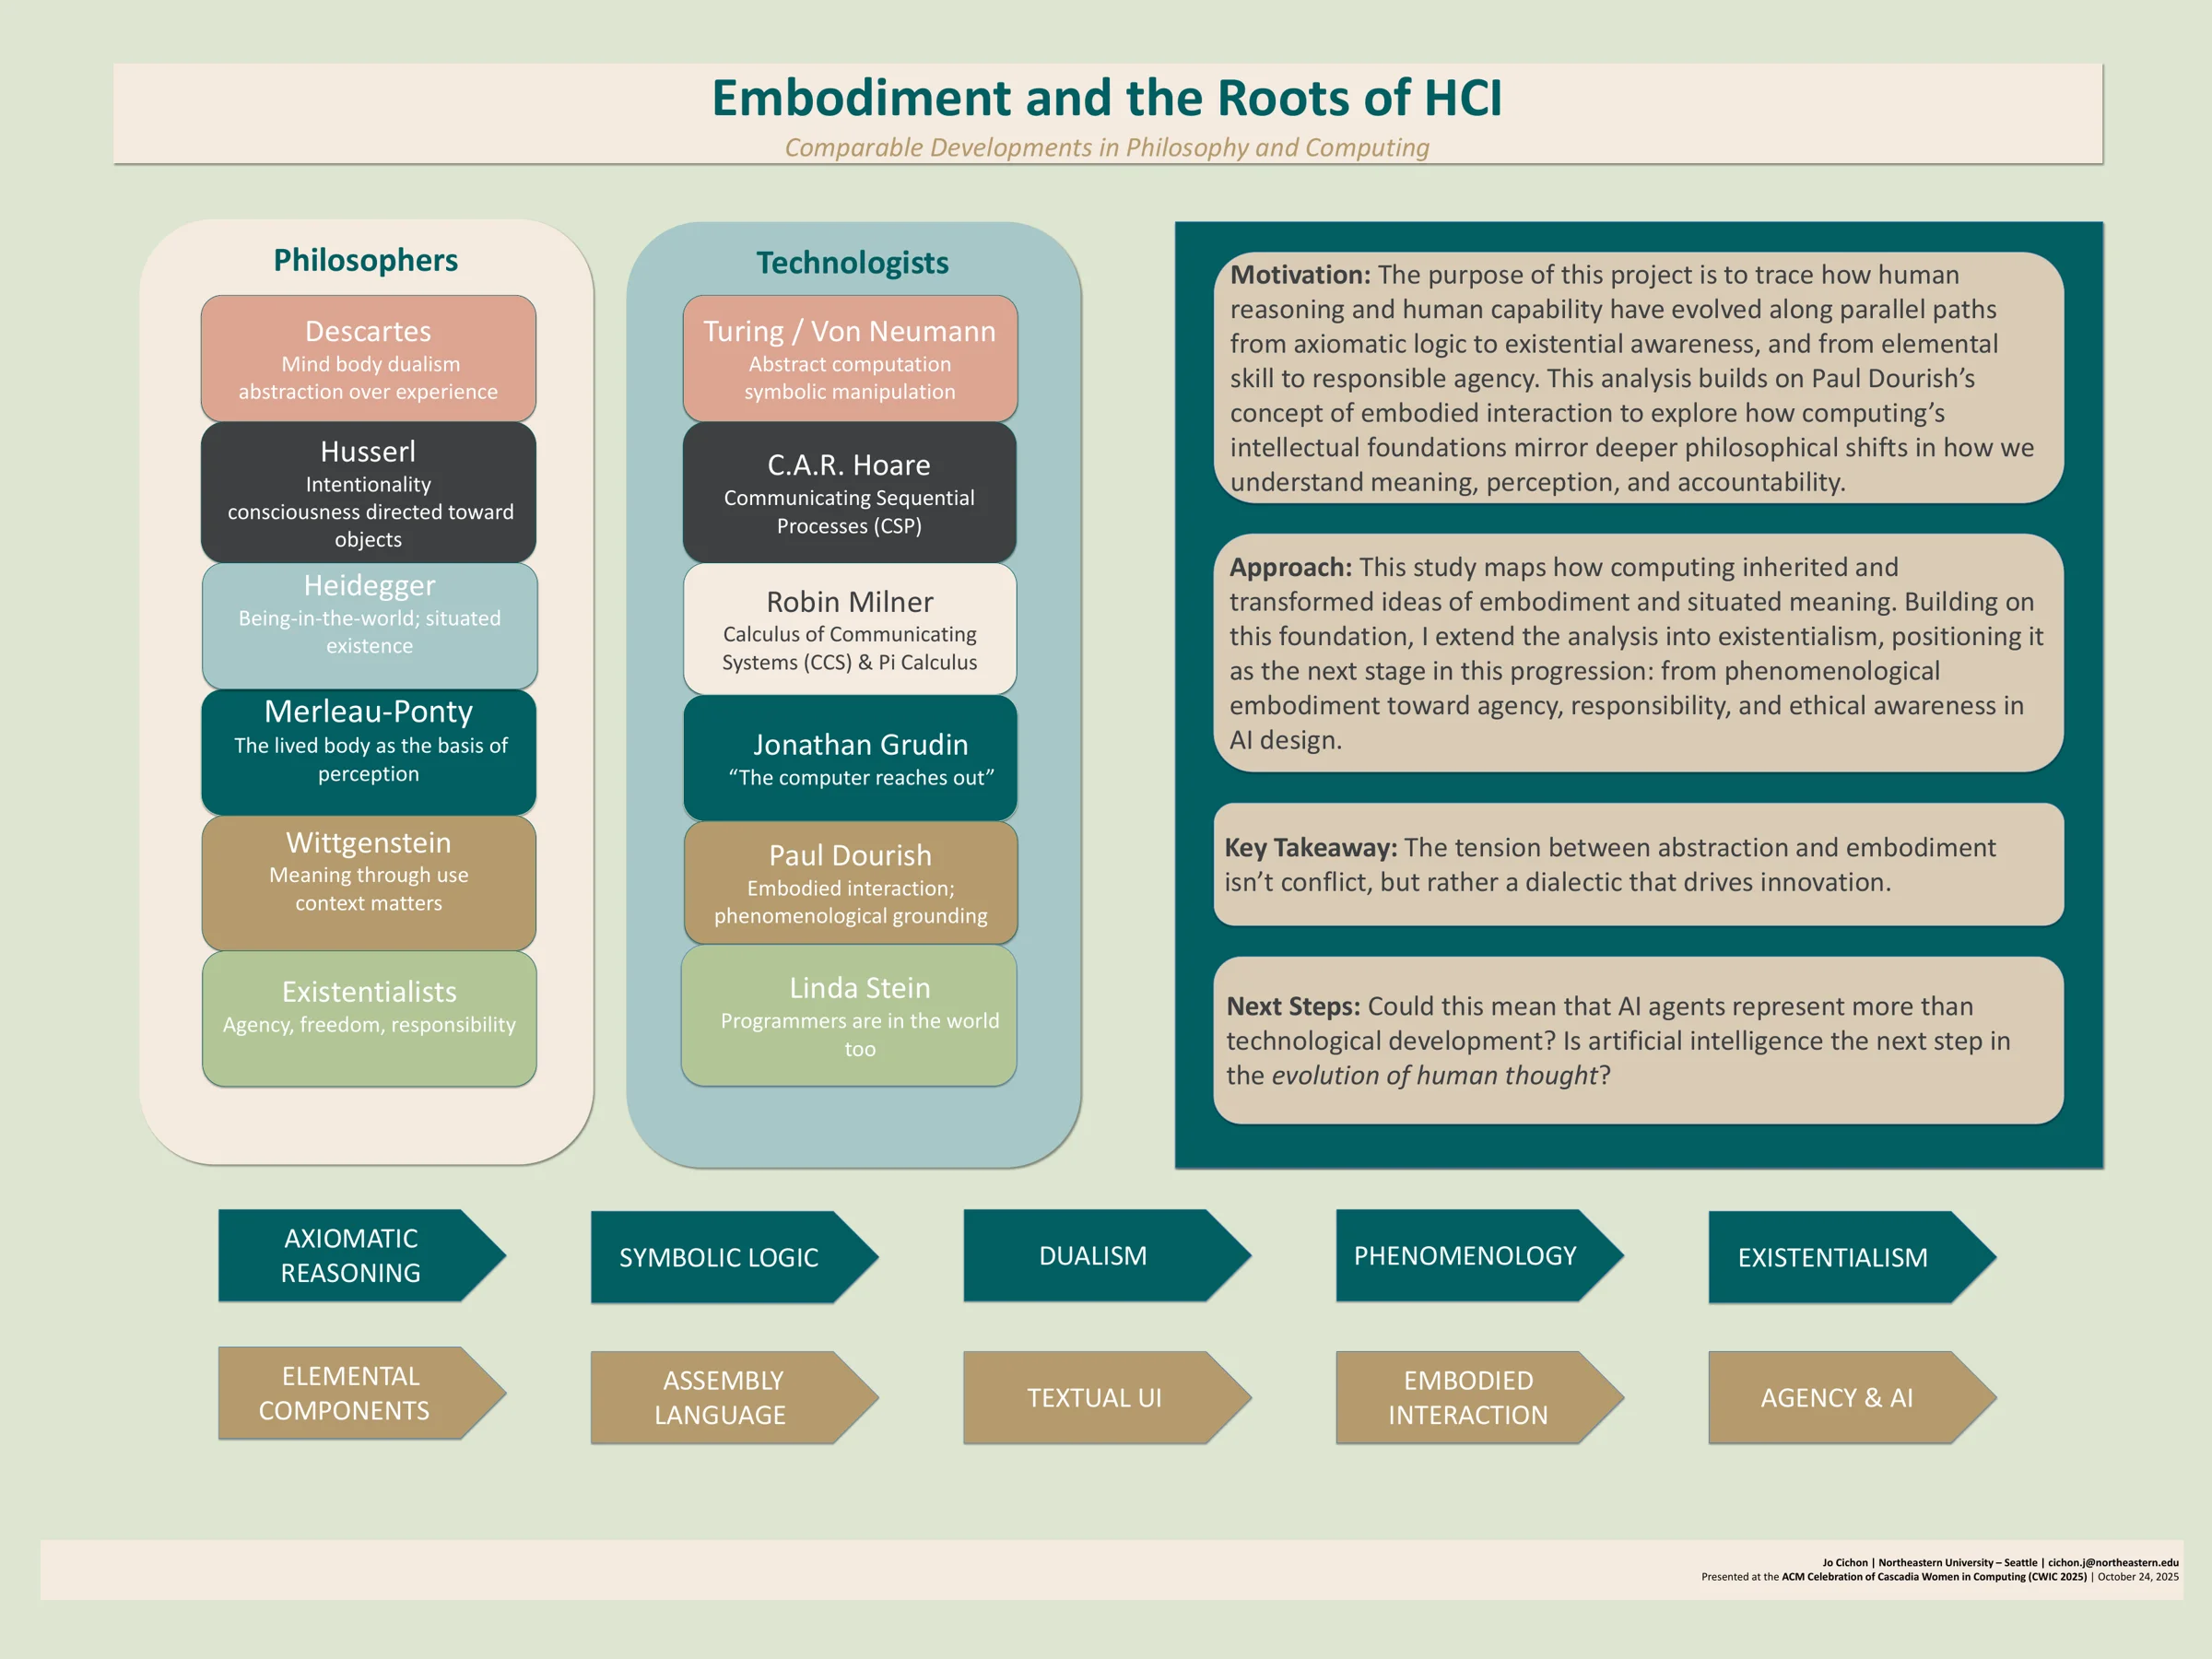 Embodiment and the Roots of HCI
Comparable Developments in Philosophy and Computing
Philosophers
Descartes
Mind body dualism
abstraction over experience
Husserl
Intentionality
consciousness directed toward
objects
Heidegger
Being-in-the-world; situated
existence
Merleau-Ponty
The lived body as the basis of
perception
Wittgenstein
Meaning through use
context matters
Existentialists
Agency, freedom, responsibility
Technologists
Turing / Von Neumann
Abstract computation
symbolic manipulation
C.A.R. Hoare
Communicating Sequential
Processes (CSP)
Robin Milner
Calculus of Communicating
Systems (CCS) & Pi Calculus
Jonathan Grudin
“The computer reaches out”
Paul Dourish
Embodied interaction;
phenomenological grounding
Linda Stein
Programmers are in the world
too
Motivation: The purpose of this project is to trace how human
reasoning and human capability have evolved along parallel paths
from axiomatic logic to existential awareness, and from elemental
skill to responsible agency. This analysis builds on Paul Dourish’s
concept of embodied interaction to explore how computing’s
intellectual foundations mirror deeper philosophical shifts in how we
understand meaning, perception, and accountability.
Approach: This study maps how computing inherited and
transformed ideas of embodiment and situated meaning. Building on
this foundation, I extend the analysis into existentialism, positioning it
as the next stage in this progression: from phenomenological
embodiment toward agency, responsibility, and ethical awareness in
AI design.
Key Takeaway: The tension between abstraction and embodiment
isn’t conflict, but rather a dialectic that drives innovation.
Next Steps: Could this mean that AI agents represent more than
technological development? Is artificial intelligence the next step in
the evolution of human thought?
AXIOMATIC
REASONING
SYMBOLIC LOGIC
DUALISM
PHENOMENOLOGY
EXISTENTIALISM
ELEMENTAL
COMPONENTS
ASSEMBLY
LANGUAGE
TEXTUAL UI
EMBODIED
INTERACTION
AGENCY & AI
Jo Cichon | Northeastern University – Seattle | cichon.j@northeastern.edu
Presented at the ACM Celebration of Cascadia Women in Computing (CWIC 2025) | October 24, 2025